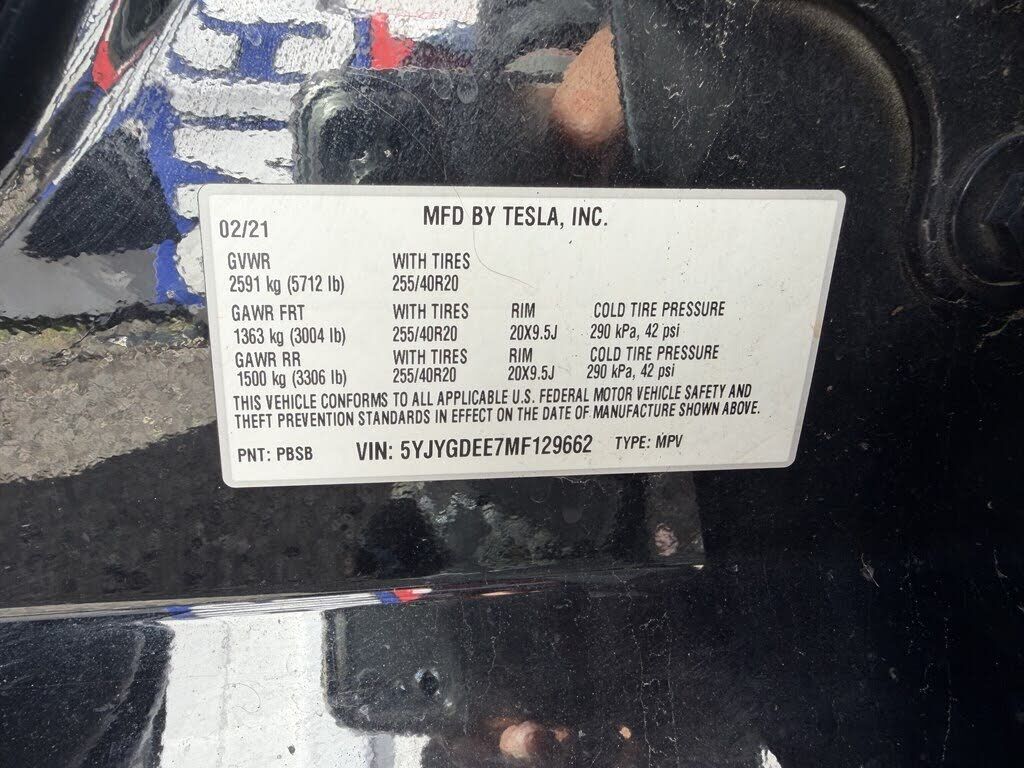 02/21 MFD BY TESLA, INC.
GVWR WITH TIRES
2591 kg (5712 lb) 255/40R20
GAWR FRT WITH TIRES RIM COLD TIRE PRESSURE
1363 kg (3004 lb) 255/40R20 20X9.5J 290 kPa, 42 psi
GAWR RR WITH TIRES RIM COLD TIRE PRESSURE
1500 kg (3306 lb) 255/40R20 20X9.5J 290 kPa, 42 psi
THIS VEHICLE CONFORMS TO ALL APPLICABLE U.S. FEDERAL MOTOR VEHICLE SAFETY AND
THEFT PREVENTION STANDARDS IN EFFECT ON THE DATE OF MANUFACTURE SHOWN ABOVE.
PNT: PBSB VIN: 5YJYGDEE7MF129662 TYPE: MPV